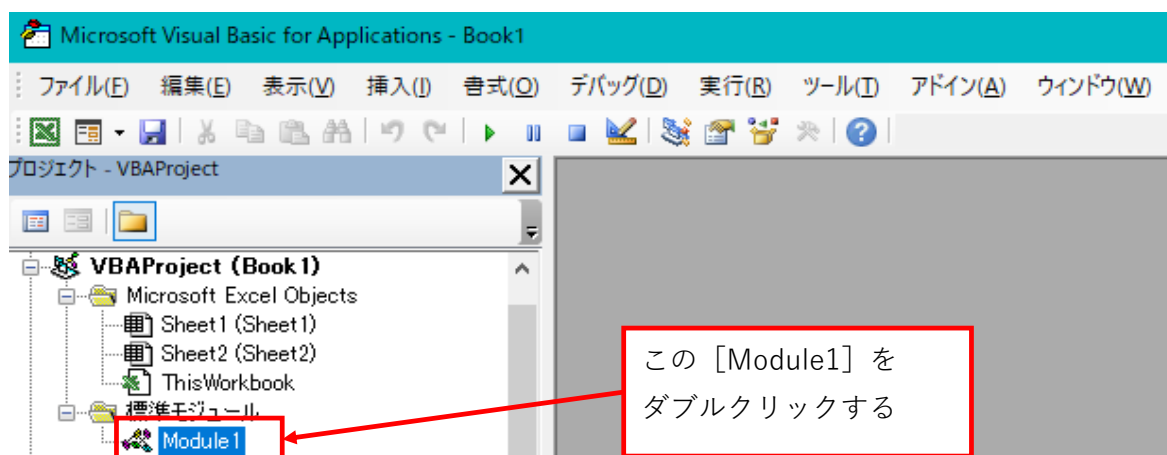 Microsoft Visual Basic for Applications - Book1
ファイル(F) 編集(E) 表示(V) 挿入(I) 書式(O) デバッグ(D) 実行(R) ツール(T) アドイン(A) ウィンドウ(W)
プロジェクト - VBAProject
VBAProject (Book1)
Microsoft Excel Objects
Sheet1 (Sheet1)
Sheet2 (Sheet2)
ThisWorkbook
標準モジュール
Module1
この［Module1］を
ダブルクリックする